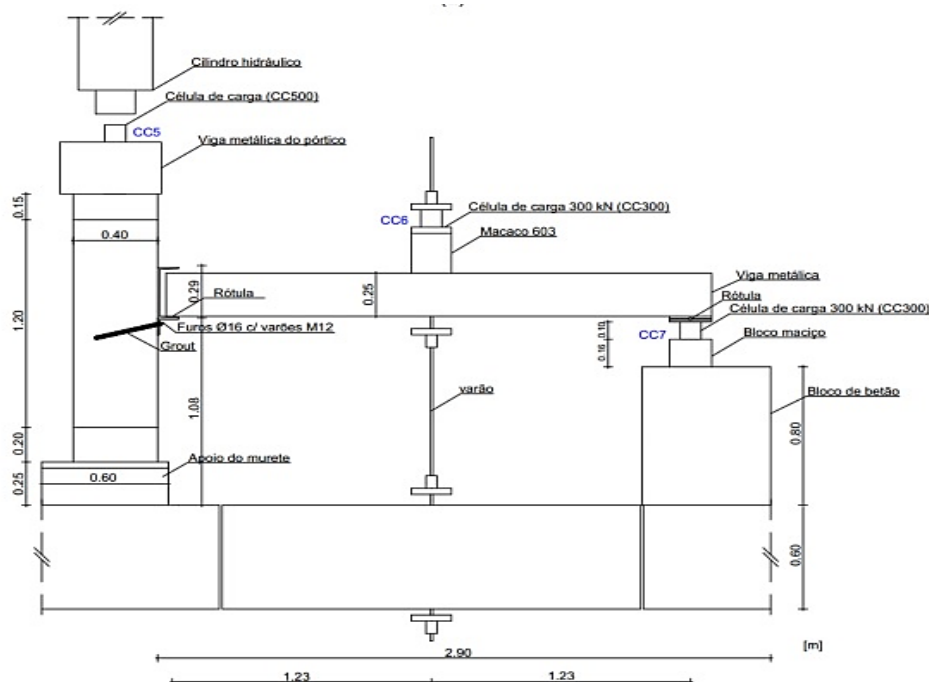 Cilindro hidráulico
Célula de carga (CC500)
CC5
Viga metálica do pórtico
0.15
0.40
CC6
Célula de carga 300 kN (CC300)
Macaco 603
0.29
0.25
Viga metálica
Rótula
Rótula
Célula de carga 300 kN (CC300)
1.20
Furos Ø16 c/ varões M12
Grout
CC7
0.10
0.16
Bloco maciço
varão
Bloco de betão
1.08
0.80
0.20
Apoio do murete
0.25
0.60
0.60
[m]
2.90
1.23
1.23